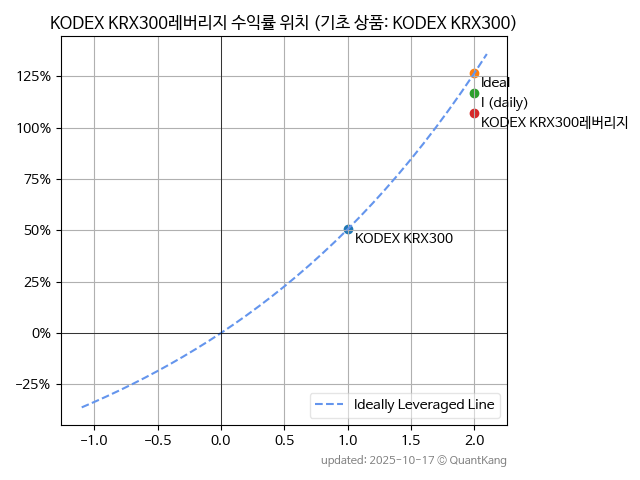 KODEX KRX300레버리지 수익률 위치 (기초 상품: KODEX KRX300)
125%
100%
75%
50%
25%
0%
−25%
Ideal
I (daily)
KODEX KRX300레버리지
KODEX KRX300
Ideally Leveraged Line
−1.0
−0.5
0.0
0.5
1.0
1.5
2.0
updated: 2025-10-17 © QuantKang